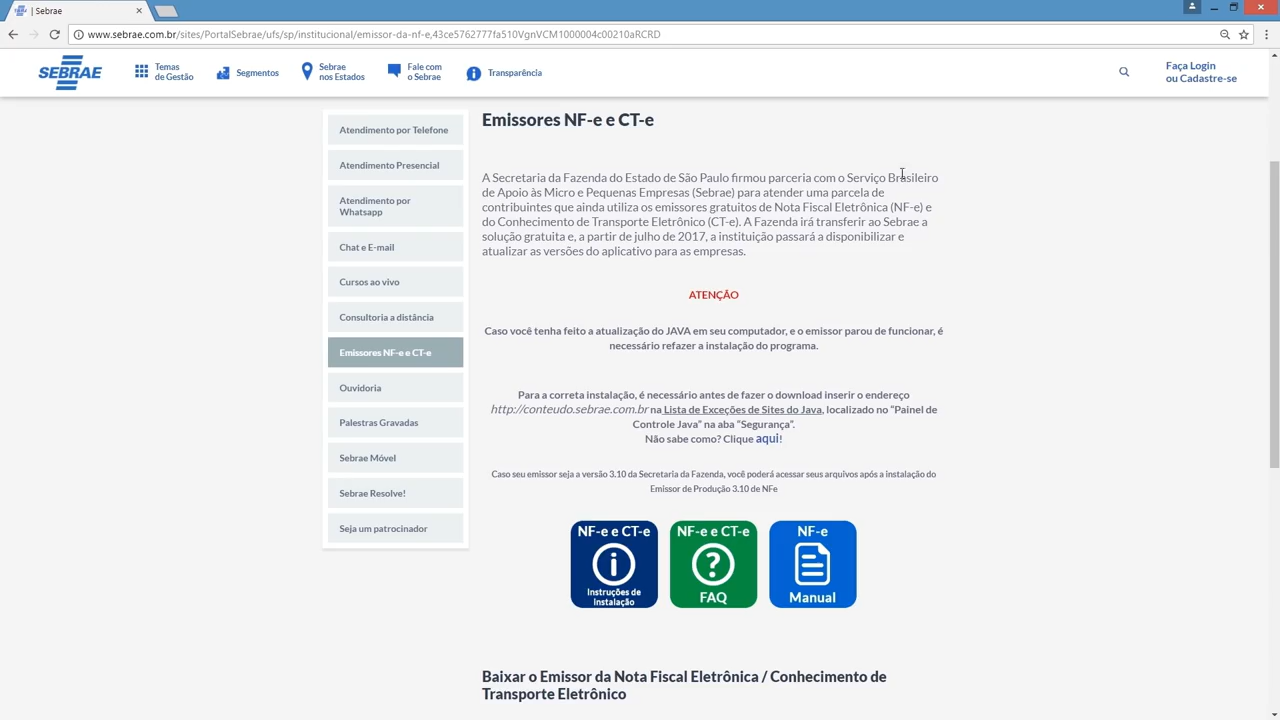 | Sebrae
www.sebrae.com.br/sites/PortalSebrae/ufs/sp/institucional/emissor-da-nf-e,43ce5762777fa510VgnVCM1000004c00210aRCRD
SEBRAE
Temas
de Gestão
Segmentos
Sebrae
nos Estados
Fale com
o Sebrae
Transparência
Faça Login
ou Cadastre-se
Atendimento por Telefone
Atendimento Presencial
Atendimento por
Whatsapp
Chat e E-mail
Cursos ao vivo
Consultoria a distância
Emissores NF-e e CT-e
Ouvidoria
Palestras Gravadas
Sebrae Móvel
Sebrae Resolve!
Seja um patrocinador
Emissores NF-e e CT-e
A Secretaria da Fazenda do Estado de São Paulo firmou parceria com o Serviço Brasileiro
de Apoio às Micro e Pequenas Empresas (Sebrae) para atender uma parcela de
contribuintes que ainda utiliza os emissores gratuitos de Nota Fiscal Eletrônica (NF-e) e
do Conhecimento de Transporte Eletrônico (CT-e). A Fazenda irá transferir ao Sebrae a
solução gratuita e, a partir de julho de 2017, a instituição passará a disponibilizar e
atualizar as versões do aplicativo para as empresas.
ATENÇÃO
Caso você tenha feito a atualização do JAVA em seu computador, e o emissor parou de funcionar, é
necessário refazer a instalação do programa.
Para a correta instalação, é necessário antes de fazer o download inserir o endereço
http://conteudo.sebrae.com.br na Lista de Exceções de Sites do Java, localizado no “Painel de
Controle Java” na aba “Segurança”.
Não sabe como? Clique aqui!
Caso seu emissor seja a versão 3.10 da Secretaria da Fazenda, você poderá acessar seus arquivos após a instalação do
Emissor de Produção 3.10 de NFe
NF-e e CT-e
Instruções de
Instalação
NF-e e CT-e
FAQ
NF-e
Manual
Baixar o Emissor da Nota Fiscal Eletrônica / Conhecimento de
Transporte Eletrônico